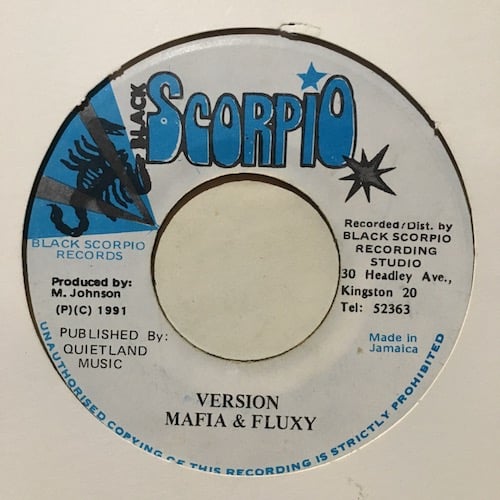 BLACK
SCORPIO
BLACK SCORPIO
RECORDS
Produced by:
M. Johnson
(P)(C) 1991
PUBLISHED By:
QUIETLAND
MUSIC
Recorded/Dist. by
BLACK SCORPIO
RECORDING
STUDIO
30 Headley Ave.,
Kingston 20
Tel: 52363
Made in
Jamaica
VERSION
MAFIA & FLUXY
UNAUTHORISED COPYING OF THIS RECORDING IS STRICTLY PROHIBITED